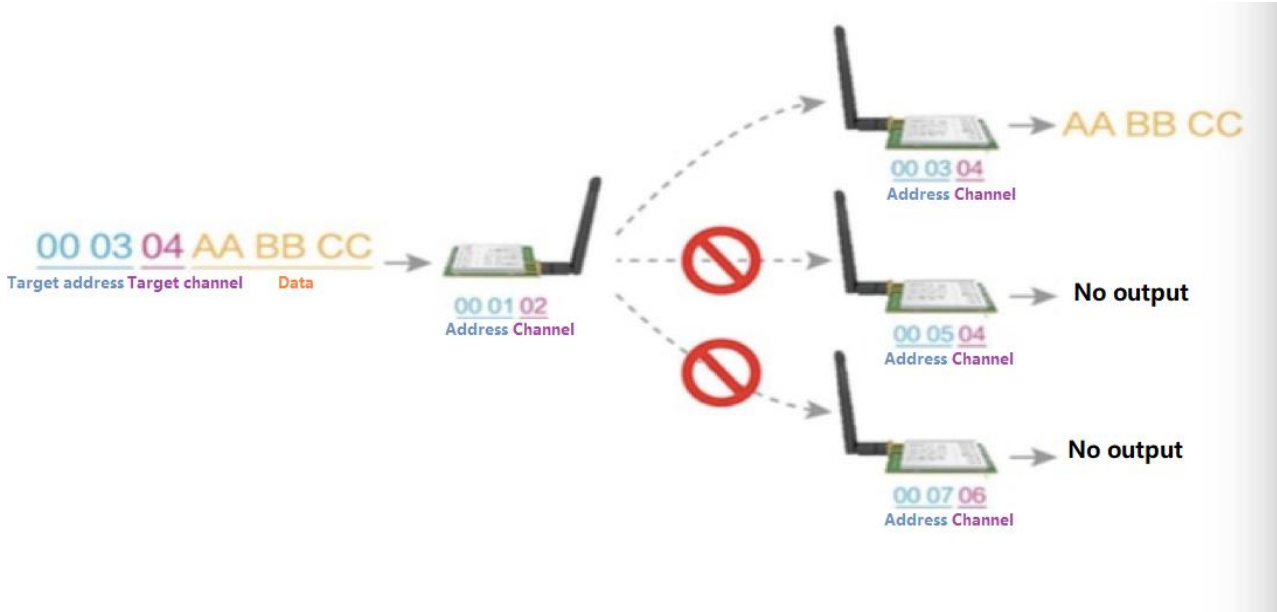 00 03 04 AA BB CC
Target address Target channel Data
00 01 02
Address Channel
00 03 04
Address Channel
AA BB CC
00 05 04
Address Channel
No output
00 07 06
Address Channel
No output